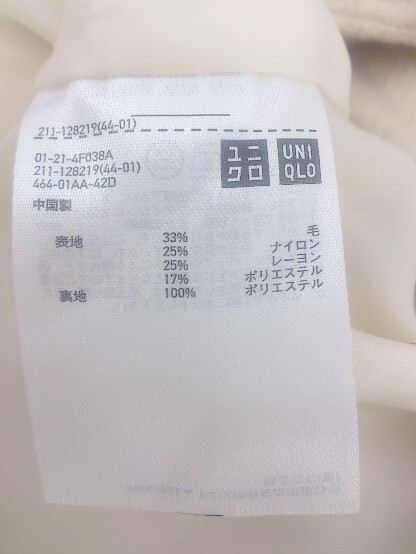 211-128219(44-01)
01-21-4F038A
211-128219(44-01)
464-01AA-42D
ユニクロ
UNIQLO
中国製
表地 33% 毛
25% ナイロン
25% レーヨン
17% ポリエステル
裏地 100% ポリエステル